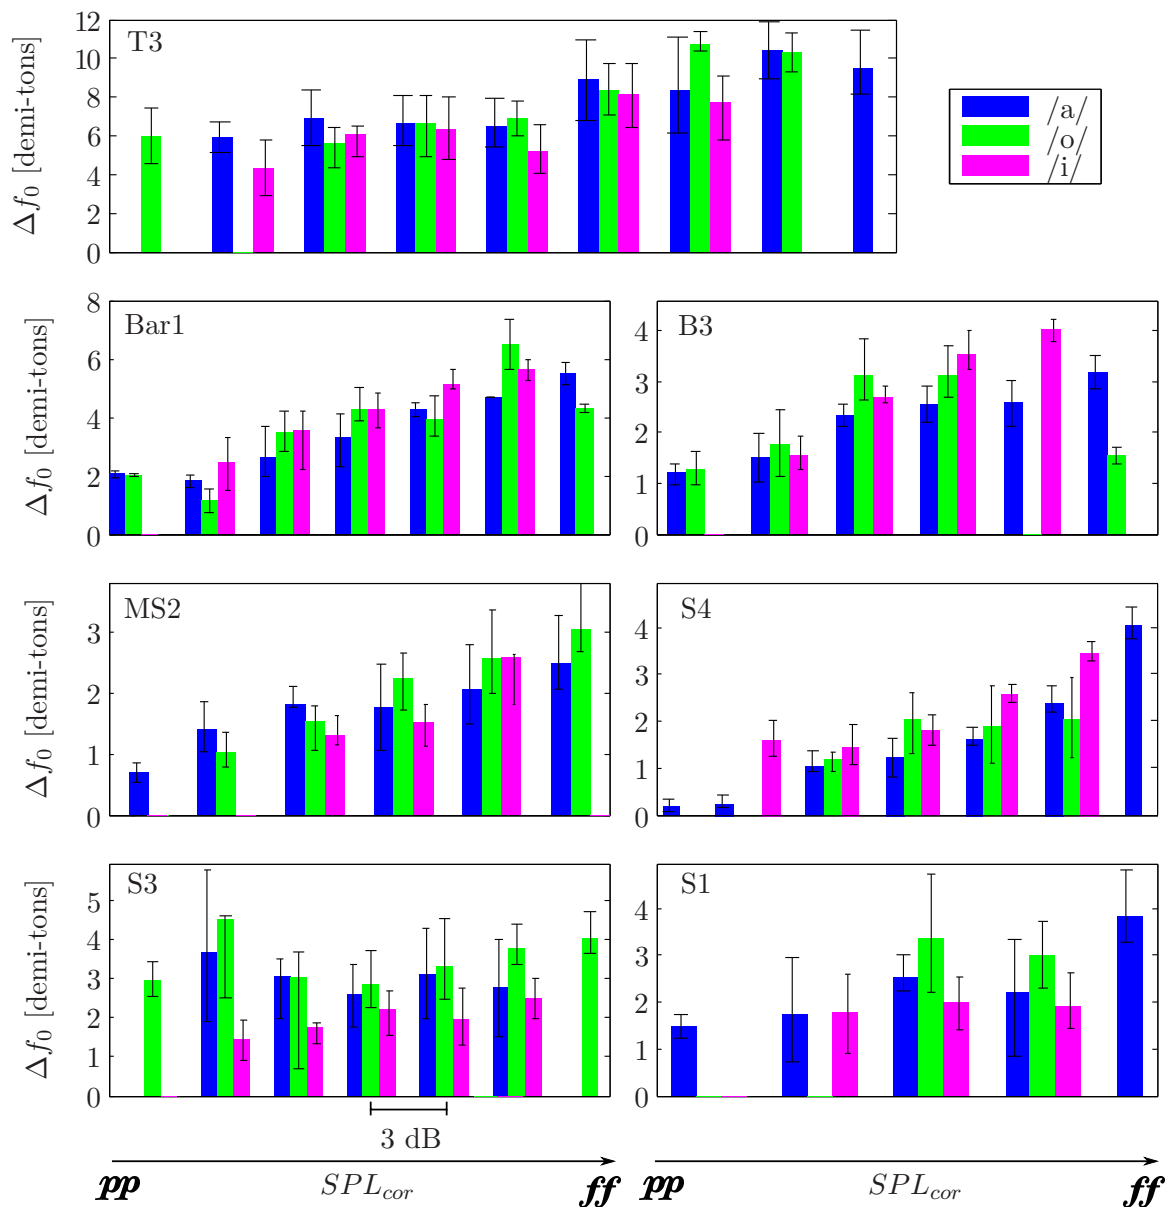 T3
Δf₀ [demi-tons]
12
10
8
6
4
2
0
/a/
/o/
/i/
Bar1
Δf₀ [demi-tons]
8
6
4
2
0
B3
4
3
2
1
0
MS2
Δf₀ [demi-tons]
3
2
1
0
S4
4
3
2
1
0
S3
Δf₀ [demi-tons]
5
4
3
2
1
0
3 dB
S1
4
3
2
1
0
pp SPL_cor ff
pp SPL_cor ff